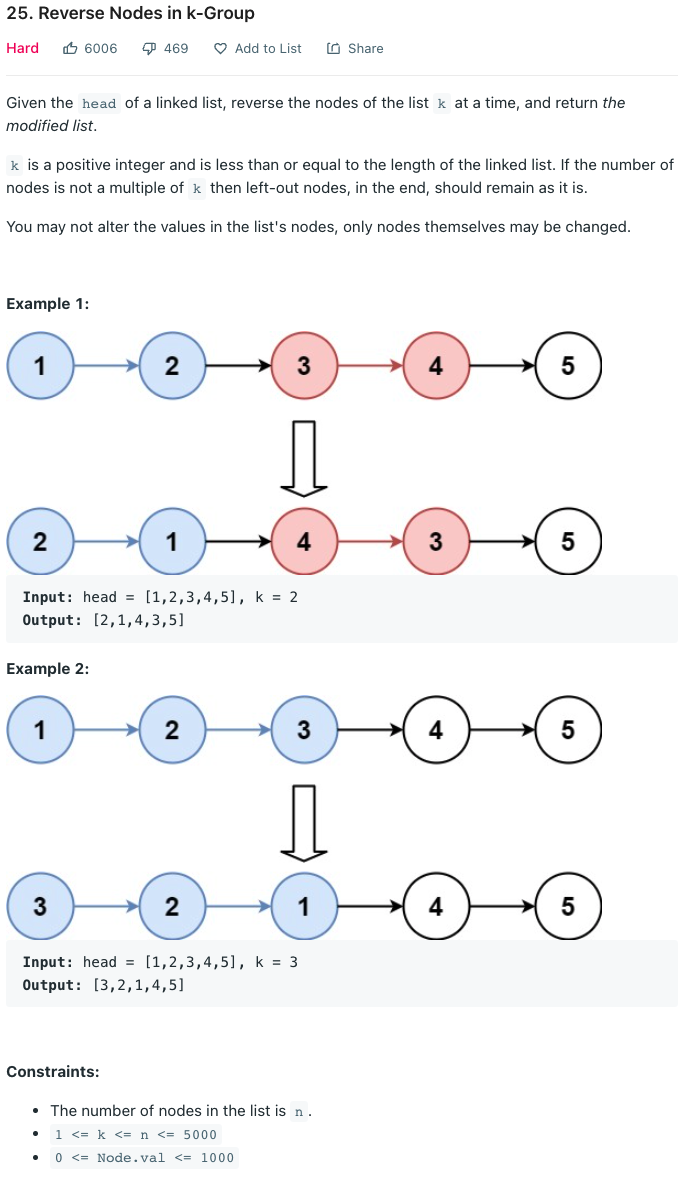 25. Reverse Nodes in k-Group
Hard 6006 469 Add to List Share
Given the head of a linked list, reverse the nodes of the list k at a time, and return the
modified list.
k is a positive integer and is less than or equal to the length of the linked list. If the number of
nodes is not a multiple of k then left-out nodes, in the end, should remain as it is.
You may not alter the values in the list's nodes, only nodes themselves may be changed.
Example 1:
1 2 3 4 5
2 1 4 3 5
Input: head = [1,2,3,4,5], k = 2
Output: [2,1,4,3,5]
Example 2:
1 2 3 4 5
3 2 1 4 5
Input: head = [1,2,3,4,5], k = 3
Output: [3,2,1,4,5]
Constraints:
• The number of nodes in the list is n.
• 1 <= k <= n <= 5000
• 0 <= Node.val <= 1000